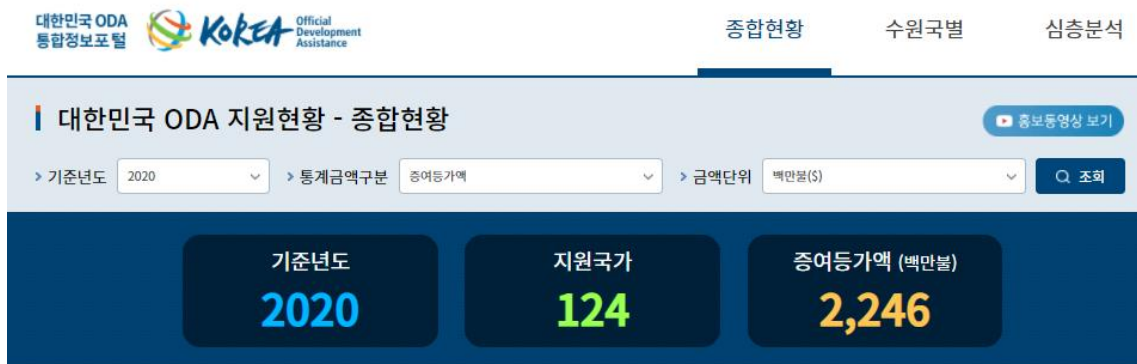 대한민국 ODA
통합정보포털
KOREA Official
Development
Assistance
종합현황 수원국별 심층분석
대한민국 ODA 지원현황 - 종합현황
홍보동영상 보기
> 기준년도 2020 > 통계금액구분 증여등가액 > 금액단위 백만불($) 조회
기준년도 지원국가 증여등가액 (백만불)
2020 124 2,246